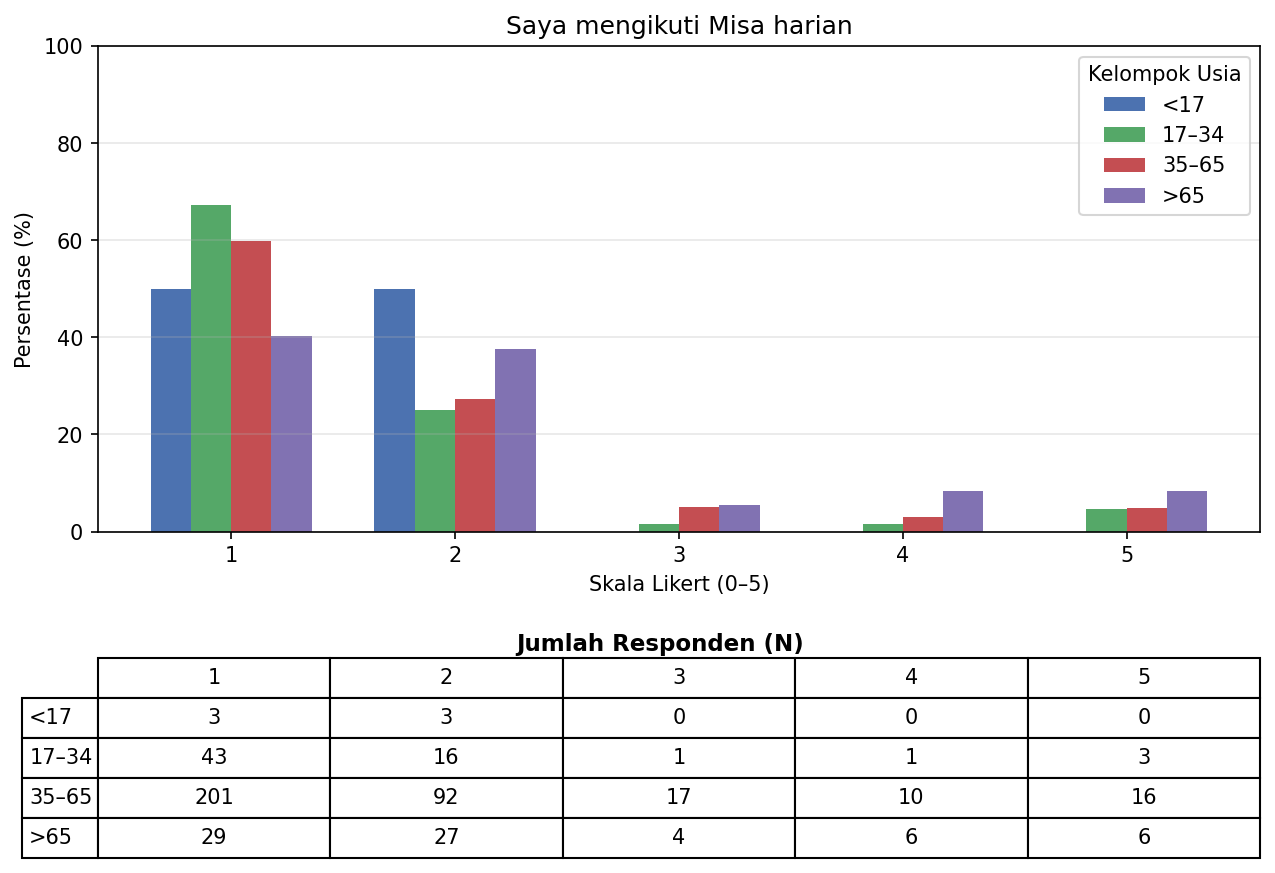 Saya mengikuti Misa harian
Persentase (%)
100
80
60
40
20
0
Kelompok Usia
<17
17–34
35–65
>65
1 2 3 4 5
Skala Likert (0–5)
Jumlah Responden (N)
1 2 3 4 5
<17 3 3 0 0 0
17–34 43 16 1 1 3
35–65 201 92 17 10 16
>65 29 27 4 6 6